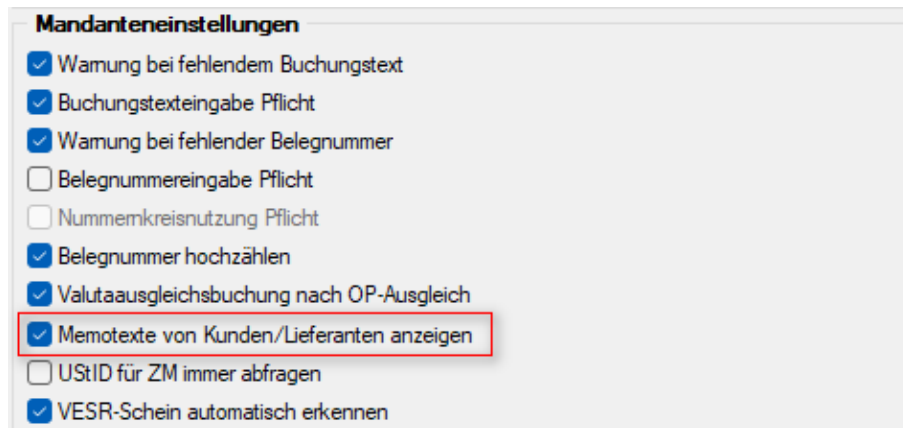 Mandanteneinstellungen
Warnung bei fehlendem Buchungstext
Buchungstexteingabe Pflicht
Warnung bei fehlender Belegnummer
Belegnummereingabe Pflicht
Nummernkreisnutzung Pflicht
Belegnummer hochzählen
Valutaausgleichsbuchung nach OP-Ausgleich
Memotexte von Kunden/Lieferanten anzeigen
UStID für ZM immer abfragen
VESR-Schein automatisch erkennen